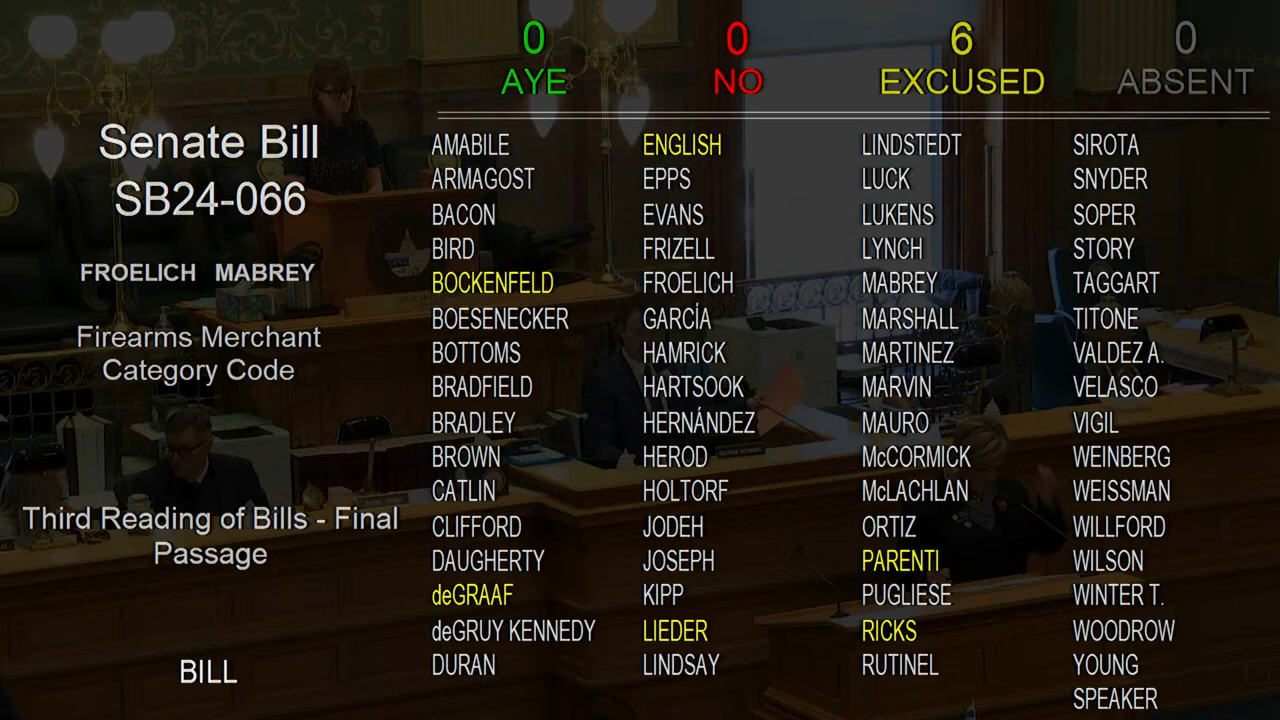 0 0 6 0
AYE NO EXCUSED ABSENT
Senate Bill
SB24-066
FROELICH MABREY
Firearms Merchant
Category Code
Third Reading of Bills - Final
Passage
BILL
AMABILE
ARMAGOST
BACON
BIRD
BOCKENFELD
BOESENECKER
BOTTOMS
BRADFIELD
BRADLEY
BROWN
CATLIN
CLIFFORD
DAUGHERTY
deGRAAF
deGRUY KENNEDY
DURAN
ENGLISH
EPPS
EVANS
FRIZELL
FROELICH
GARCÍA
HAMRICK
HARTSOOK
HERNÁNDEZ
HEROD
HOLTORF
JODEH
JOSEPH
KIPP
LIEDER
LINDSAY
LINDSTEDT
LUCK
LUKENS
LYNCH
MABREY
MARSHALL
MARTINEZ
MARVIN
MAURO
McCORMICK
McLACHLAN
ORTIZ
PARENTI
PUGLIESE
RICKS
RUTINEL
SIROTA
SNYDER
SOPER
STORY
TAGGART
TITONE
VALDEZ A.
VELASCO
VIGIL
WEINBERG
WEISSMAN
WILLFORD
WILSON
WINTER T.
WOODROW
YOUNG
SPEAKER